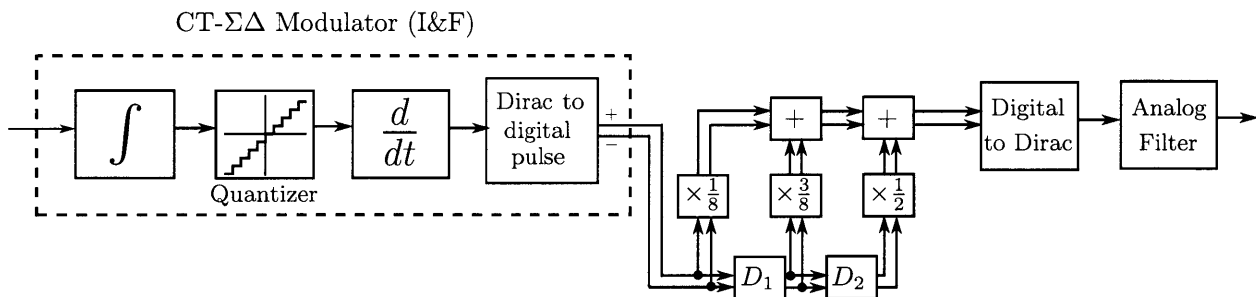 CT-ΣΔ Modulator (I&F)
∫
Quantizer
d
dt
Dirac to
digital
pulse
+
−
× 1/8
+
× 3/8
+
× 1/2
D₁
D₂
Digital
to Dirac
Analog
Filter